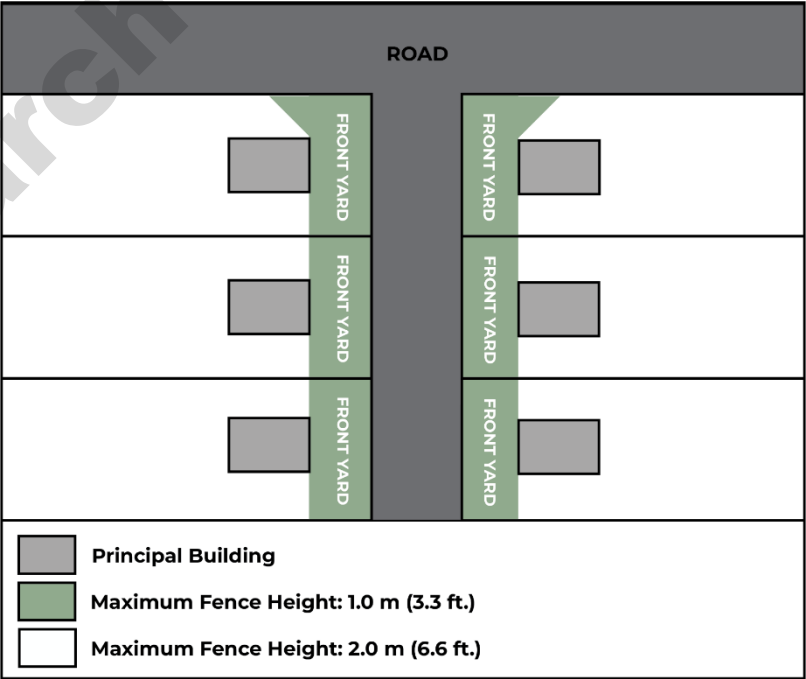 arch
ROAD
FRONT YARD
FRONT YARD
FRONT YARD
FRONT YARD
FRONT YARD
FRONT YARD
Principal Building
Maximum Fence Height: 1.0 m (3.3 ft.)
Maximum Fence Height: 2.0 m (6.6 ft.)